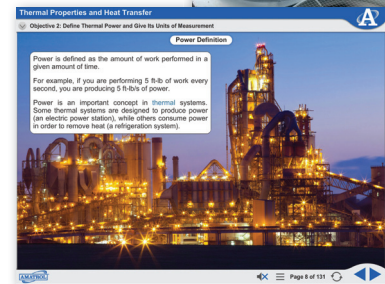 Thermal Properties and Heat Transfer
Objective 2: Define Thermal Power and Give Its Units of Measurement
A
Power Definition
Power is defined as the amount of work performed in a
given amount of time.
For example, if you are performing 5 ft-lb of work every
second, you are producing 5 ft-lb/s of power.
Power is an important concept in thermal systems.
Some thermal systems are designed to produce power
(an electric power station), while others consume power
in order to remove heat (a refrigeration system).
AMATROL
Page 8 of 131